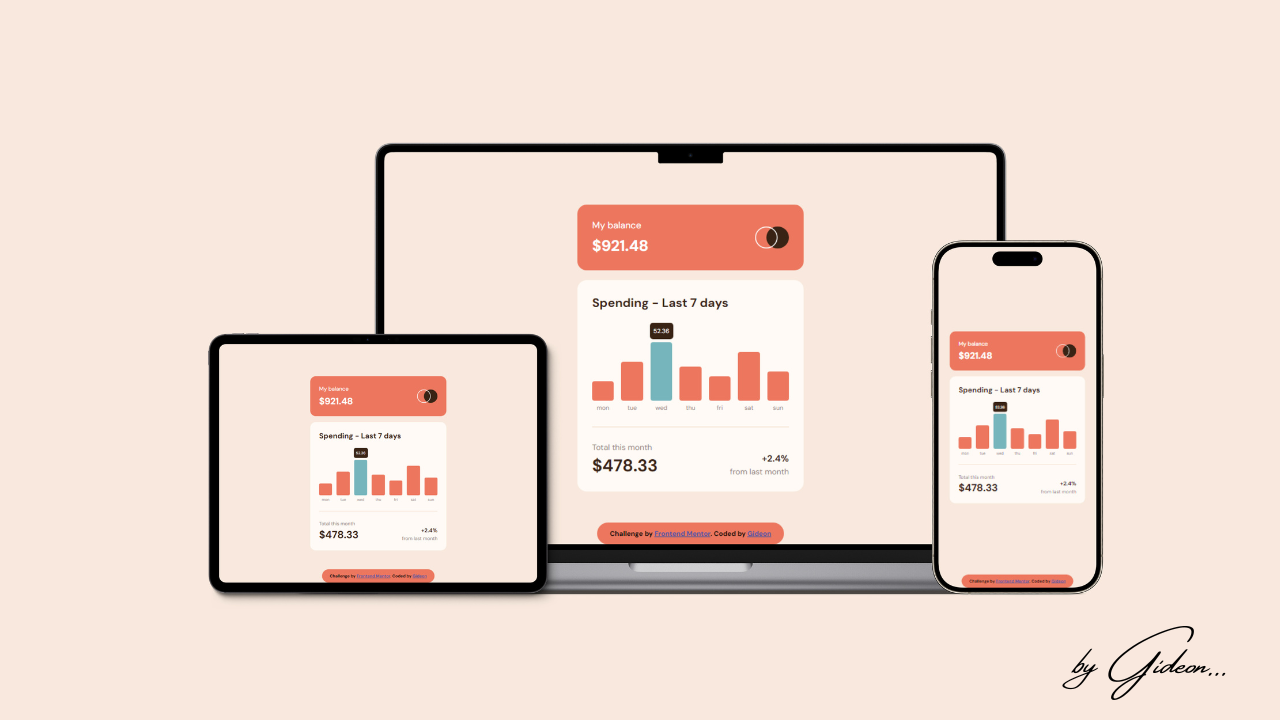 My balance
$921.48
Spending - Last 7 days
52.36
mon tue wed thu fri sat sun
Total this month
$478.33
+2.4%
from last month
Challenge by Frontend Mentor. Coded by Gideon
My balance
$921.48
Spending - Last 7 days
52.36
mon tue wed thu fri sat sun
Total this month
$478.33
+2.4%
from last month
Challenge by Frontend Mentor. Coded by Gideon
My balance
$921.48
Spending - Last 7 days
52.36
mon tue wed thu fri sat sun
Total this month
$478.33
+2.4%
from last month
Challenge by Frontend Mentor. Coded by Gideon
by Gideon...